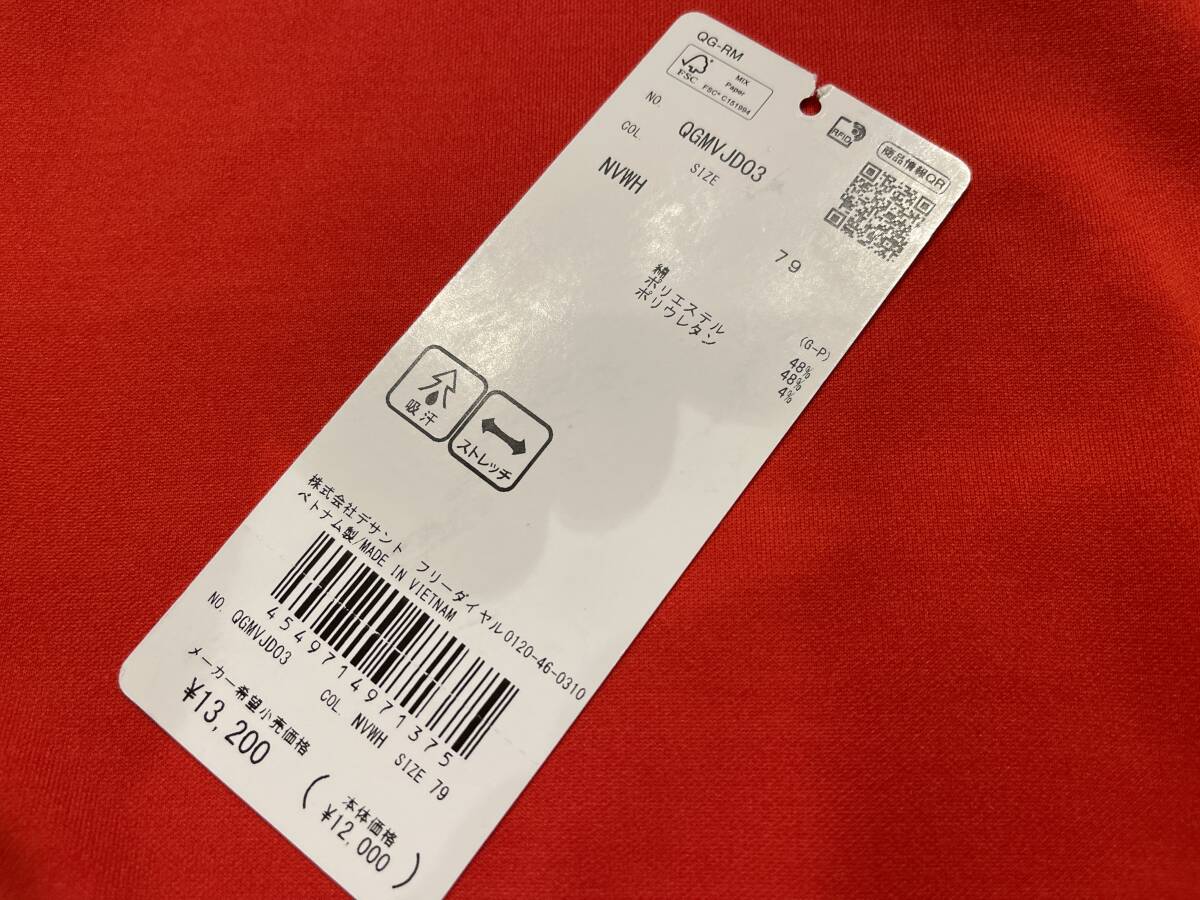 QG-RM
FSC
MIX
Paper
FSC® C151994
RFID
商品情報QR
NO.
QGMVJD03
COL.
SIZE
NVWH
79
(G-P)
綿 48%
ポリエステル 48%
ポリウレタン 4%
吸汗
ストレッチ
株式会社デサント フリーダイヤル0120-46-0310
ベトナム製/MADE IN VIETNAM
4549714971375
NO. QGMVJD03 COL. NVWH SIZE 79
メーカー希望小売価格
¥13,200
(本体価格
¥12,000)